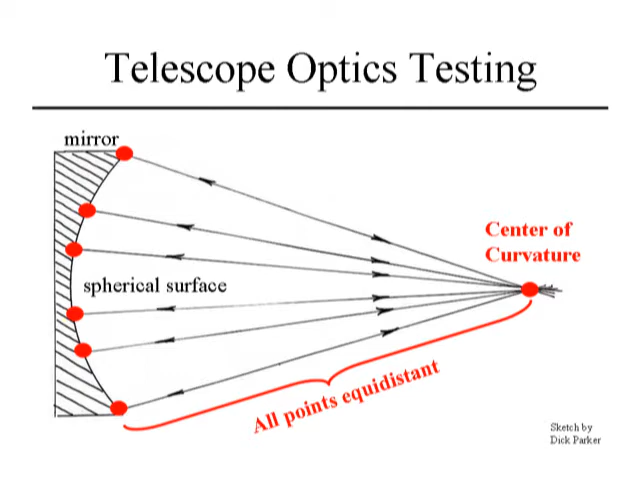 Telescope Optics Testing
mirror
Center of
Curvature
spherical surface
All points equidistant
Sketch by
Dick Parker